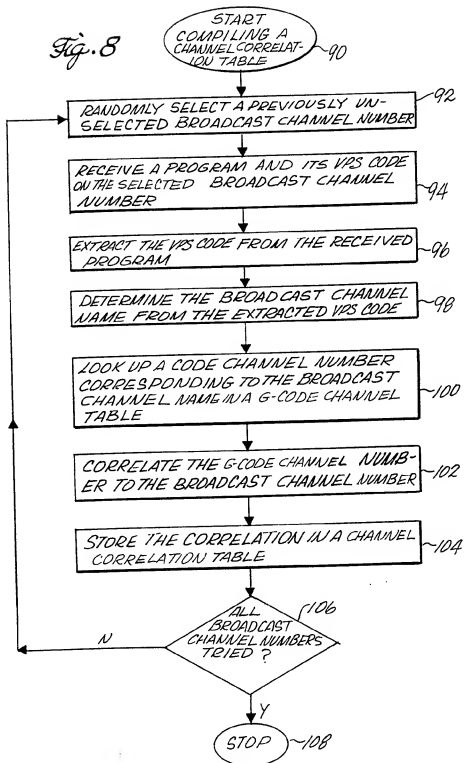 Fig. 8
START
COMPILING A
CHANNEL CORRELAT-
ION TABLE
90
RANDOMLY SELECT A PREVIOUSLY UN-
SELECTED BROADCAST CHANNEL NUMBER
92
RECEIVE A PROGRAM AND ITS VPS CODE
ON THE SELECTED BROADCAST CHANNEL
NUMBER
94
EXTRACT THE VPS CODE FROM THE RECEIVED
PROGRAM
96
DETERMINE THE BROADCAST CHANNEL
NAME FROM THE EXTRACTED VPS CODE
98
LOOK UP A CODE CHANNEL NUMBER
CORRESPONDING TO THE BROADCAST
CHANNEL NAME IN A G-CODE CHANNEL
TABLE
100
CORRELATE THE G-CODE CHANNEL NUMB-
ER TO THE BROADCAST CHANNEL NUMBER
102
STORE THE CORRELATION IN A CHANNEL
CORRELATION TABLE
104
ALL
BROADCAST
CHANNEL NUMBERS
TRIED ?
106
N
Y
STOP
108